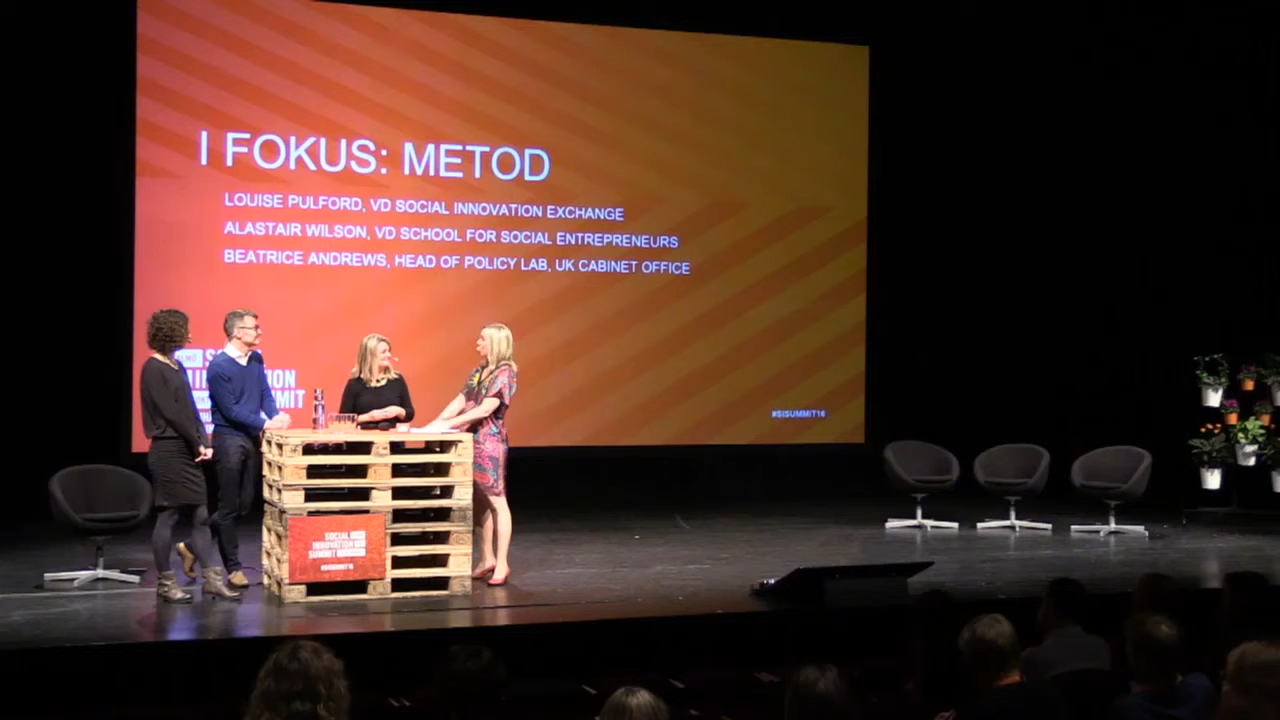 I FOKUS: METOD
LOUISE PULFORD, VD SOCIAL INNOVATION EXCHANGE
ALASTAIR WILSON, VD SCHOOL FOR SOCIAL ENTREPRENEURS
BEATRICE ANDREWS, HEAD OF POLICY LAB, UK CABINET OFFICE
#SISUMMIT16
SOCIAL
INNOVATION
SUMMIT
#SISUMMIT16